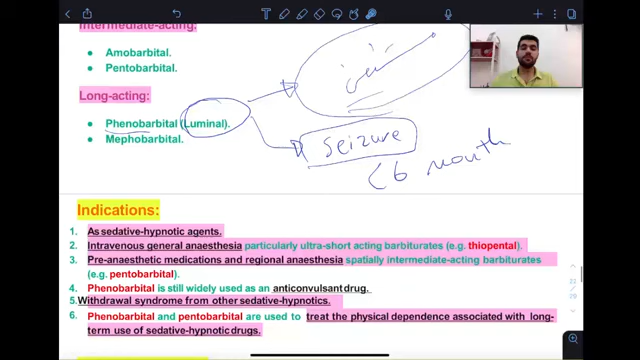 Intermediate-acting:
● Amobarbital.
● Pentobarbital.
Long-acting:
● Phenobarbital (Luminal).
● Mephobarbital.
Seizure
< 6 month
Indications:
1. As sedative-hypnotic agents.
2. Intravenous general anaesthesia particularly ultra-short acting barbiturates (e.g. thiopental).
3. Pre-anaesthetic medications and regional anaesthesia spatially intermediate-acting barbiturates
(e.g. pentobarbital).
4 Phenobarbital is still widely used as an anticonvulsant drug.
5.Withdrawal syndrome from other sedative-hypnotics.
6. Phenobarbital and pentobarbital are used to treat the physical dependence associated with long-
term use of sedative-hypnotic drugs.
22
29